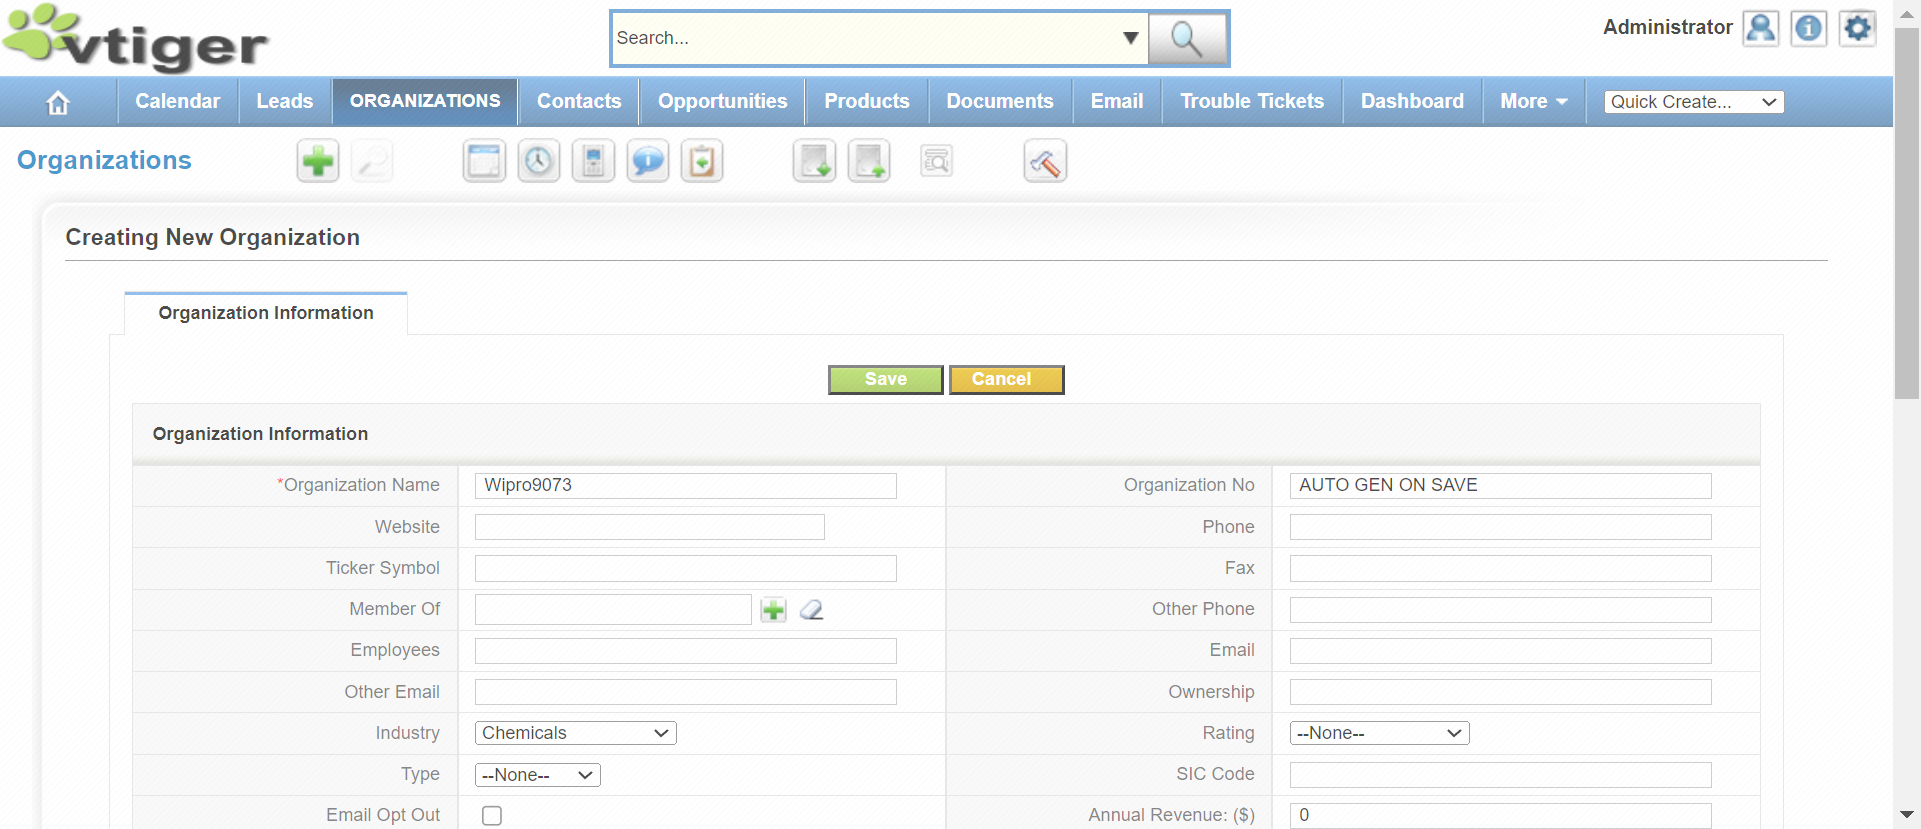 vtiger
Search...
Administrator
Calendar Leads ORGANIZATIONS Contacts Opportunities Products Documents Email Trouble Tickets Dashboard More Quick Create...
Organizations
Creating New Organization
Organization Information
Save Cancel
Organization Information
*Organization Name Wipro9073 Organization No AUTO GEN ON SAVE
Website Phone
Ticker Symbol Fax
Member Of Other Phone
Employees Email
Other Email Ownership
Industry Chemicals Rating --None--
Type --None-- SIC Code
Email Opt Out Annual Revenue: ($) 0